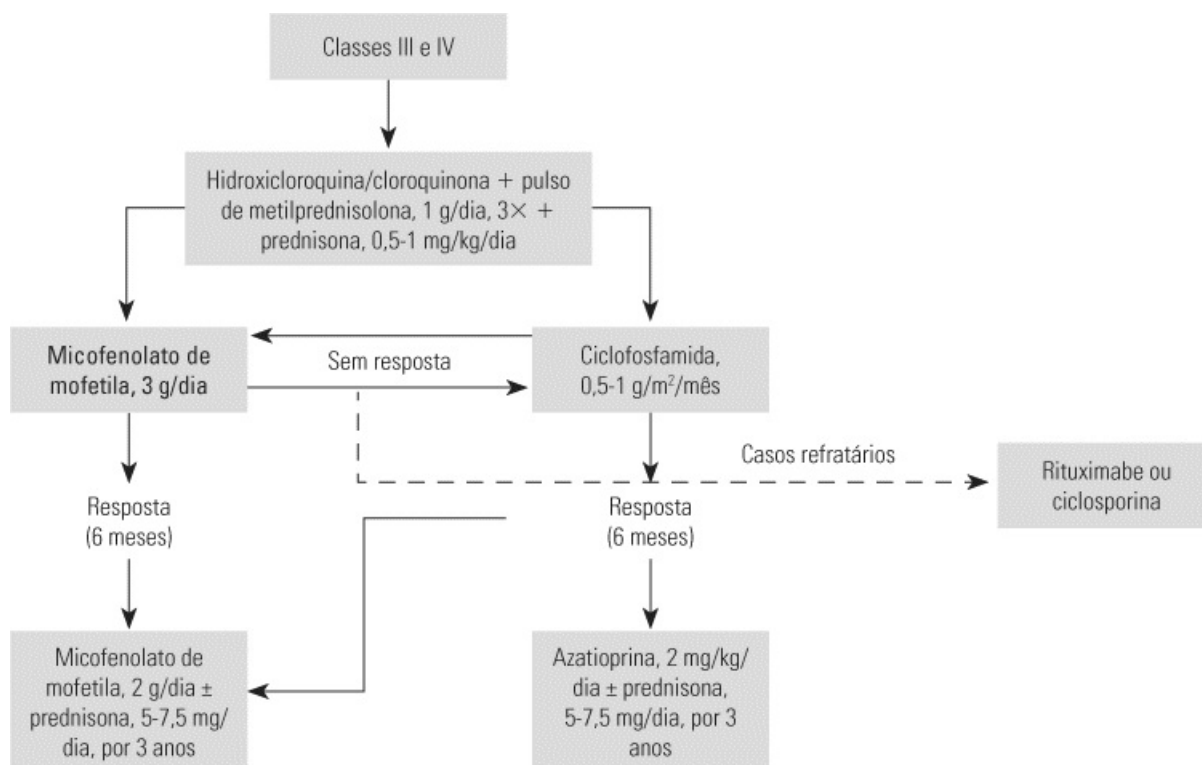 Classes III e IV
Hidroxicloroquina/cloroquinona + pulso
de metilprednisolona, 1 g/dia, 3× +
prednisona, 0,5-1 mg/kg/dia
Micofenolato de
mofetila, 3 g/dia
Sem resposta
Ciclofosfamida,
0,5-1 g/m²/mês
Casos refratários
Rituximabe ou
ciclosporina
Resposta
(6 meses)
Resposta
(6 meses)
Micofenolato de
mofetila, 2 g/dia ±
prednisona, 5-7,5 mg/
dia, por 3 anos
Azatioprina, 2 mg/kg/
dia ± prednisona,
5-7,5 mg/dia, por 3
anos